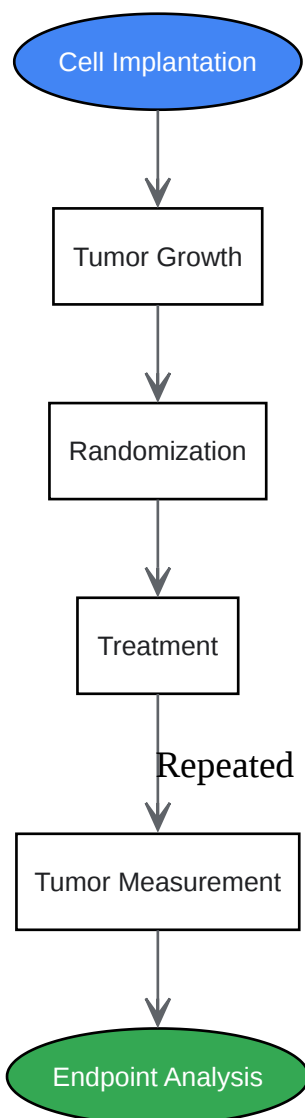 Cell Implantation
Tumor Growth
Randomization
Treatment
Repeated
Tumor Measurement
Endpoint Analysis